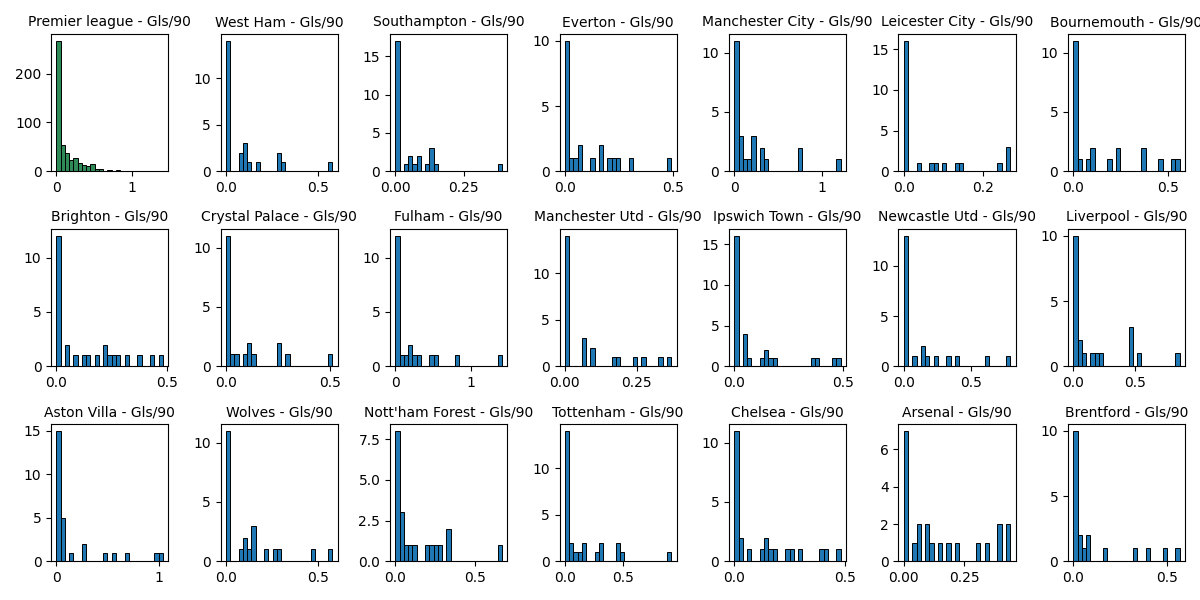 Premier league - Gls/90 West Ham - Gls/90 Southampton - Gls/90 Everton - Gls/90 Manchester City - Gls/90 Leicester City - Gls/90 Bournemouth - Gls/90
200 100 0 0 1
10 5 0 0.0 0.5
15 10 5 0 0.00 0.25
10 5 0 0.0 0.5
10 5 0 0 1
15 10 5 0 0.0 0.2
10 5 0 0.0 0.5
Brighton - Gls/90 Crystal Palace - Gls/90 Fulham - Gls/90 Manchester Utd - Gls/90 Ipswich Town - Gls/90 Newcastle Utd - Gls/90 Liverpool - Gls/90
10 5 0 0.0 0.5
10 5 0 0.0 0.5
10 5 0 0 1
10 5 0 0.00 0.25
15 10 5 0 0.0 0.5
10 5 0 0.0 0.5
10 5 0 0.0 0.5
Aston Villa - Gls/90 Wolves - Gls/90 Nott'ham Forest - Gls/90 Tottenham - Gls/90 Chelsea - Gls/90 Arsenal - Gls/90 Brentford - Gls/90
15 10 5 0 0 1
10 5 0 0.0 0.5
7.5 5.0 2.5 0.0 0.0 0.5
10 5 0 0.0 0.5
10 5 0 0.0 0.5
6 4 2 0 0.00 0.25
10 5 0 0.0 0.5